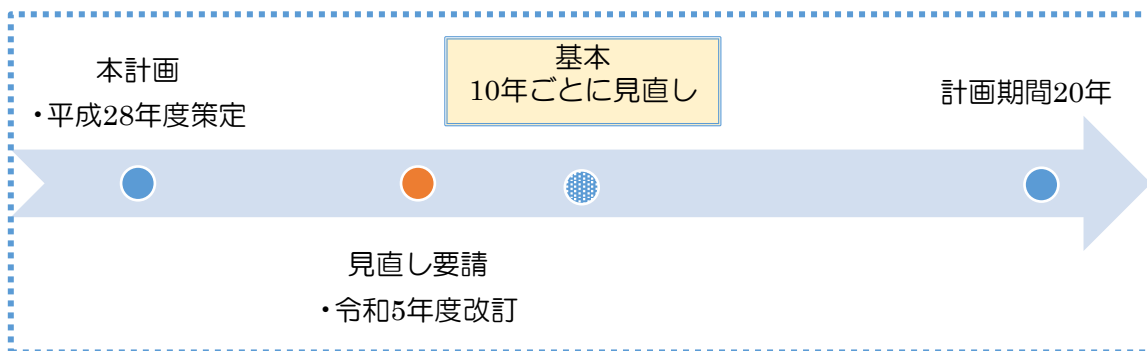 本計画
・平成28年度策定
基本
10年ごとに見直し
計画期間20年
見直し要請
・令和5年度改訂